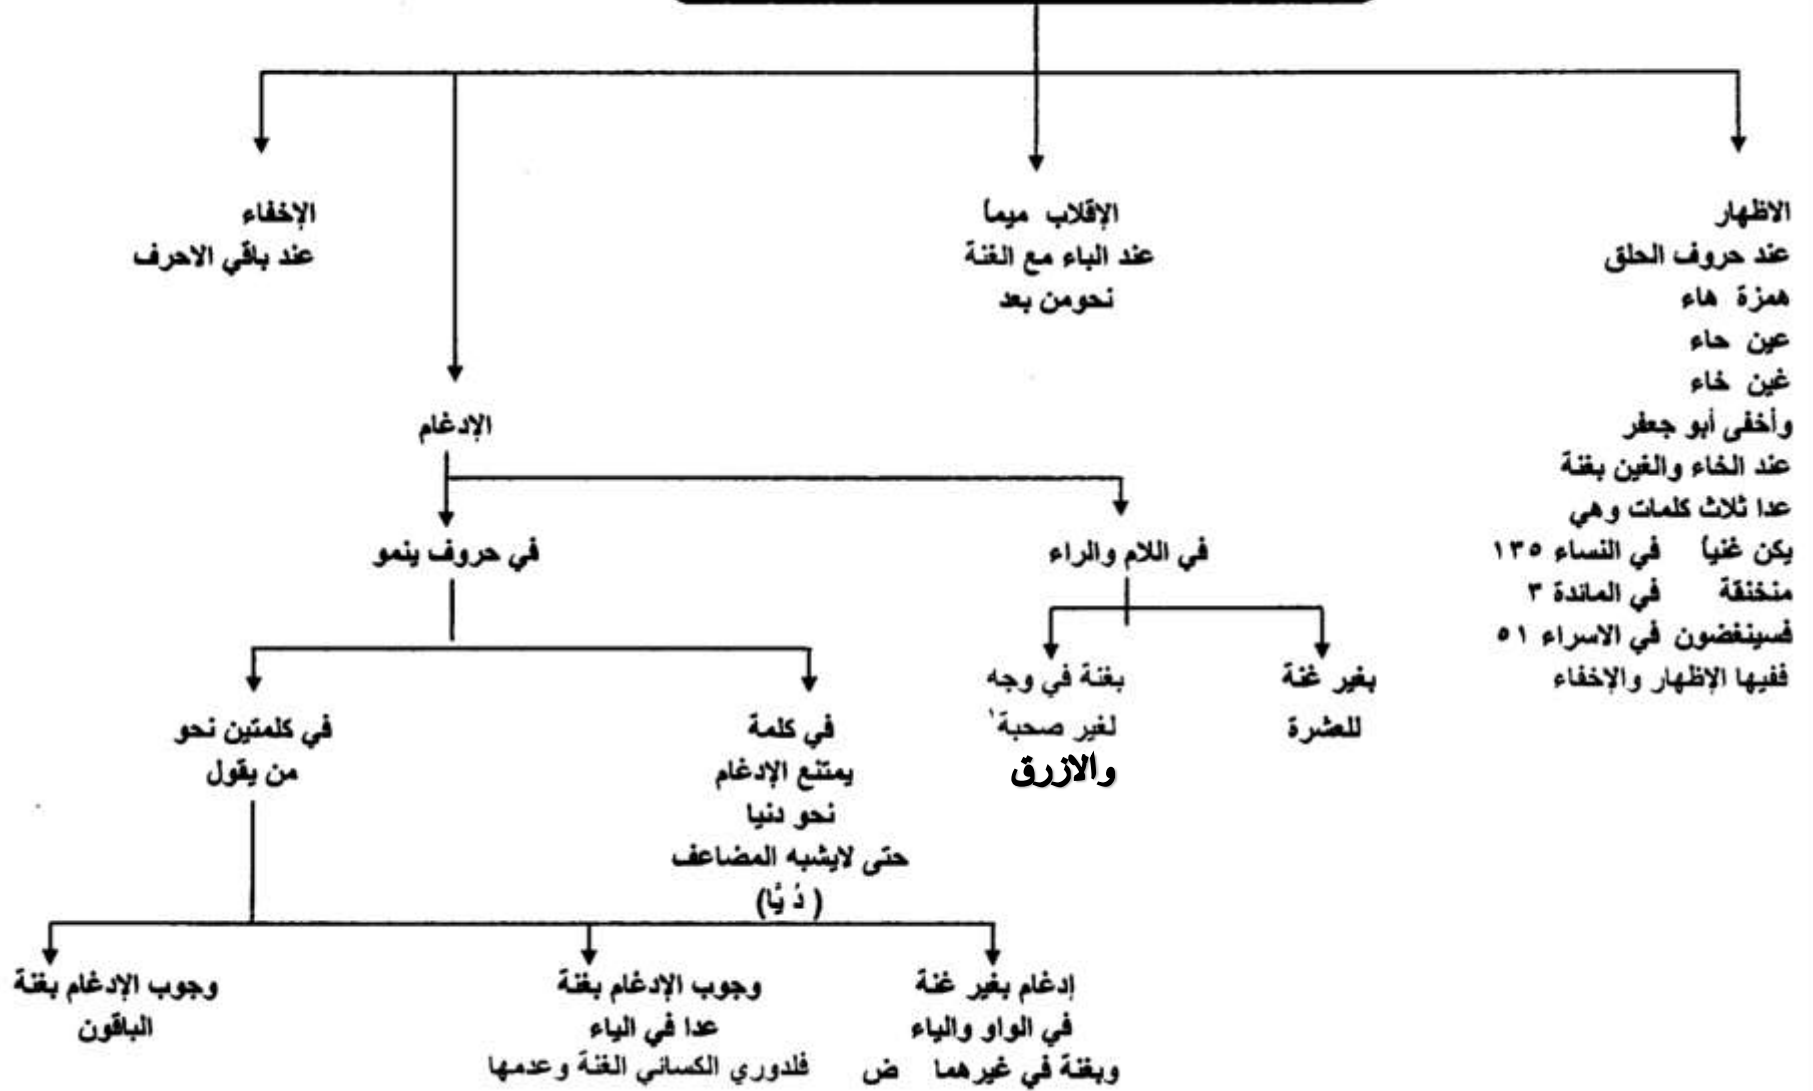 الاظهار
عند حروف الحلق
همزة هاء
عين حاء
غين خاء
وأخفى أبو جعفر
عند الخاء والغين بغنة
عدا ثلاث كلمات وهي
يكن غنياً في النساء ١٣٥
منخنقة في المائدة ٣
فسينغضون في الاسراء ٥١
ففيها الإظهار والإخفاء
الإقلاب ميماً
عند الباء مع الغنة
نحومن بعد
الإخفاء
عند باقي الاحرف
الإدغام
في اللام والراء
في حروف ينمو
بغير غنة
للعشرة
بغنة في وجه
لغير صحبة١
والازرق
في كلمة
يمتنع الإدغام
نحو دنيا
حتى لايشبه المضاعف
(دُ يَّا)
في كلمتين نحو
من يقول
إدغام بغير غنة
في الواو والياء
وبغنة في غيرهما ض
وجوب الإدغام بغنة
عدا في الياء
فلدوري الكسائي الغنة وعدمها
وجوب الإدغام بغنة
الباقون